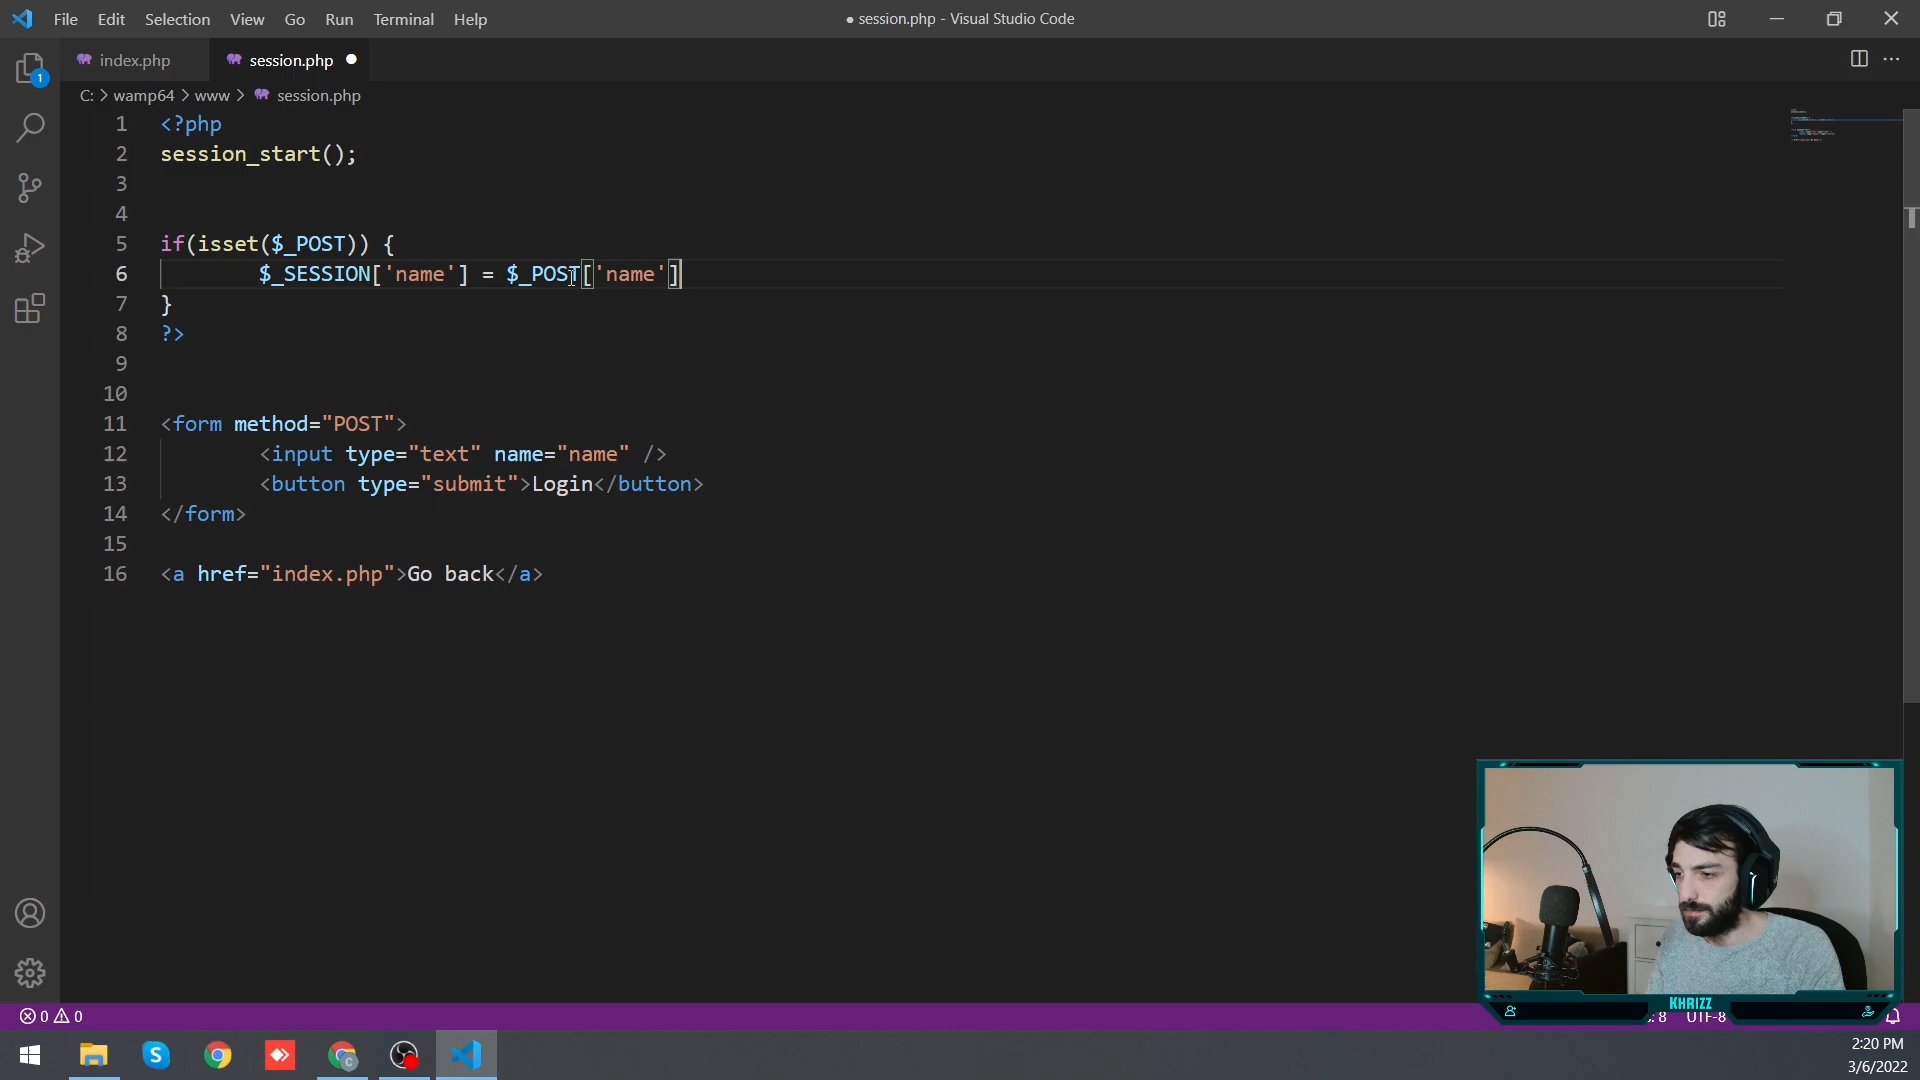 File Edit Selection View Go Run Terminal Help
● session.php - Visual Studio Code
index.php
session.php
C: > wamp64 > www > session.php
1 <?php
2 session_start();
3
4
5 if(isset($_POST)) {
6 $_SESSION['name'] = $_POST['name']
7 }
8 ?>
9
10
11 <form method="POST">
12 <input type="text" name="name" />
13 <button type="submit">Login</button>
14 </form>
15
16 <a href="index.php">Go back</a>
1
KHRIZZ
0 0
: 8 UTF-8
S
C
2:20 PM
3/6/2022